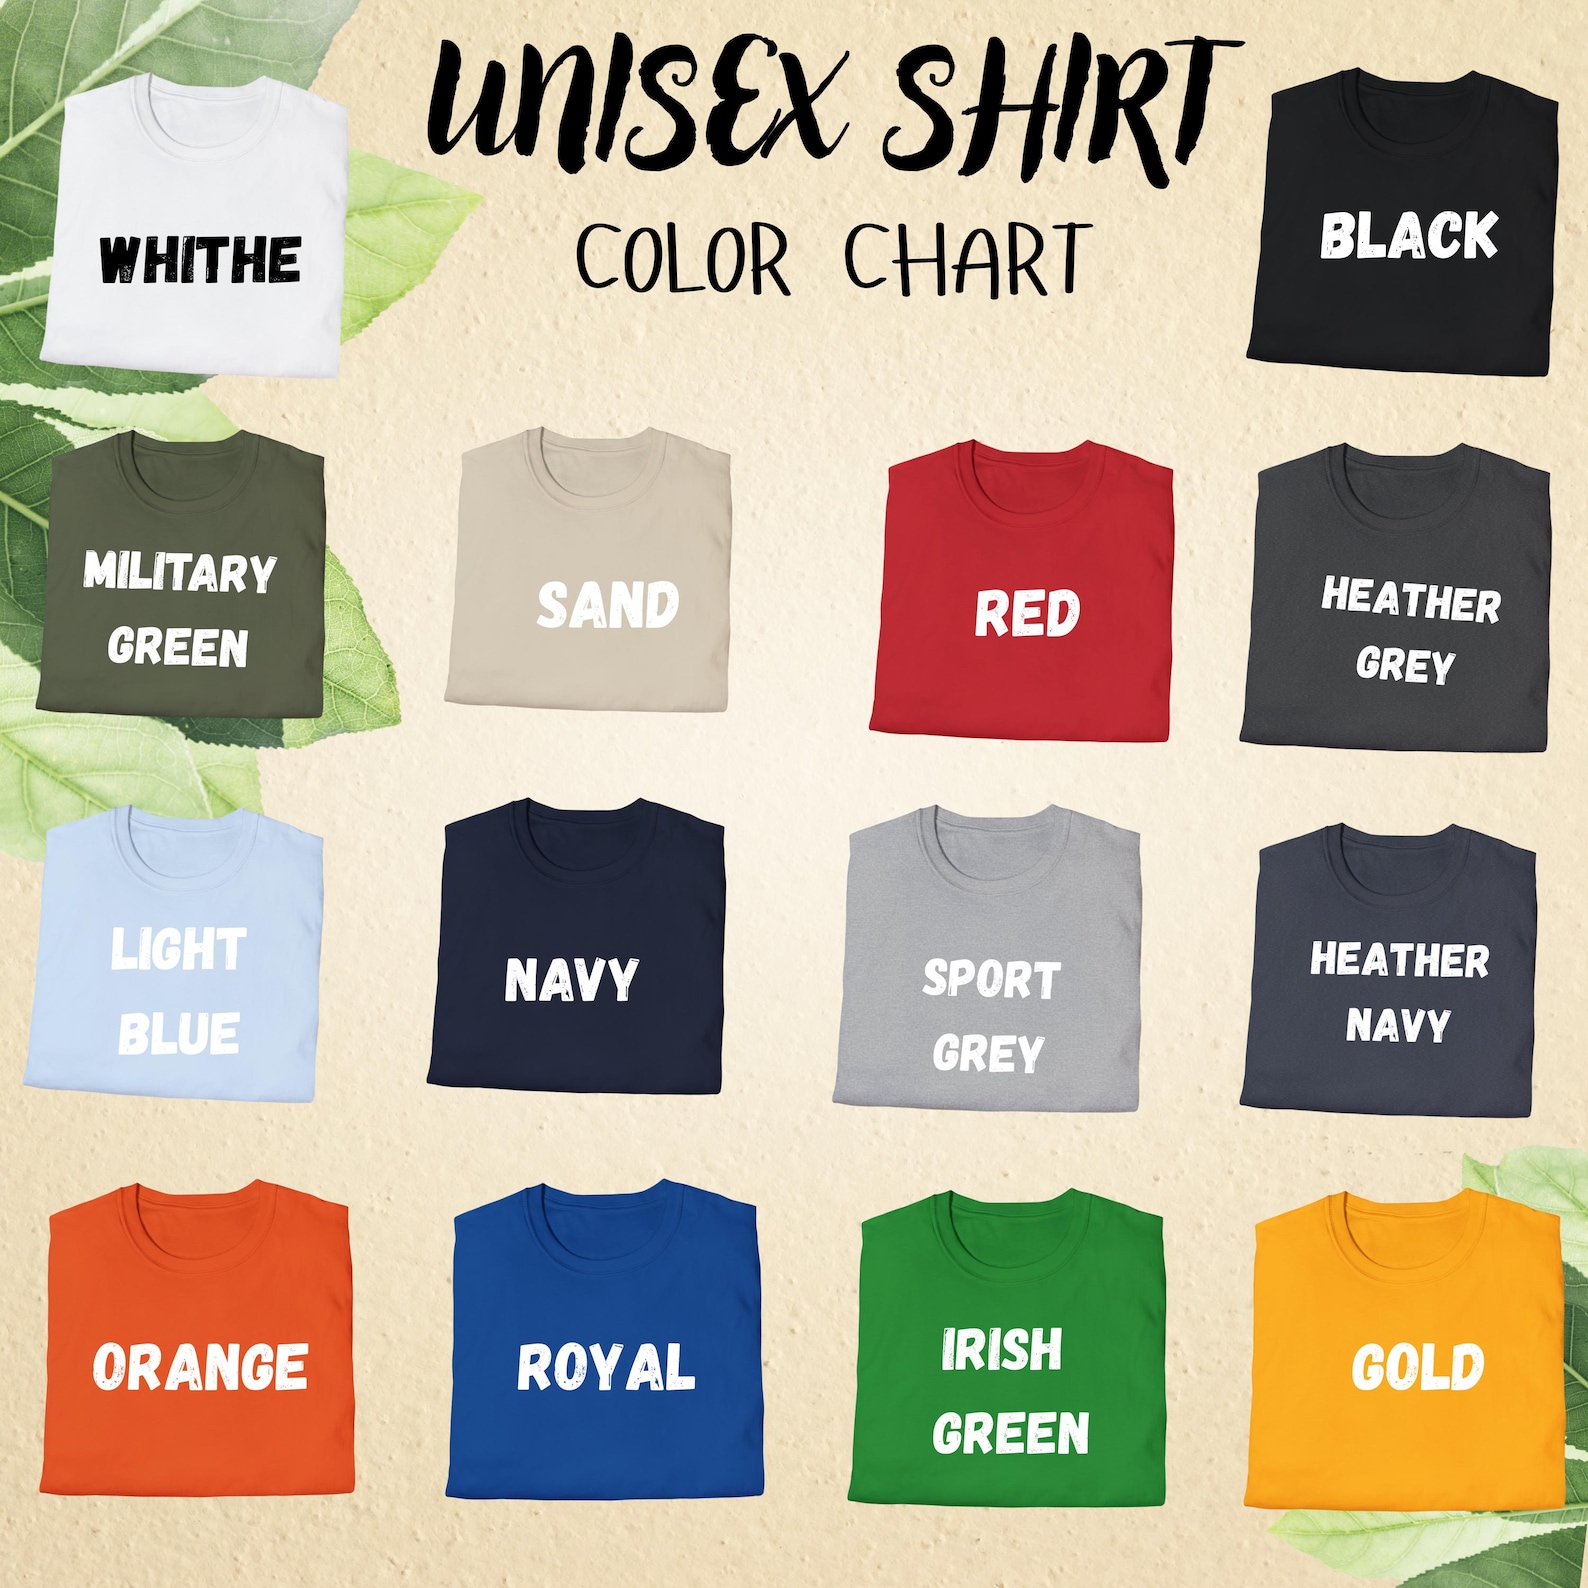 UNISEX SHIRT
COLOR CHART
WHITHE
BLACK
MILITARY
GREEN
SAND
RED
HEATHER
GREY
LIGHT
BLUE
NAVY
SPORT
GREY
HEATHER
NAVY
ORANGE
ROYAL
IRISH
GREEN
GOLD